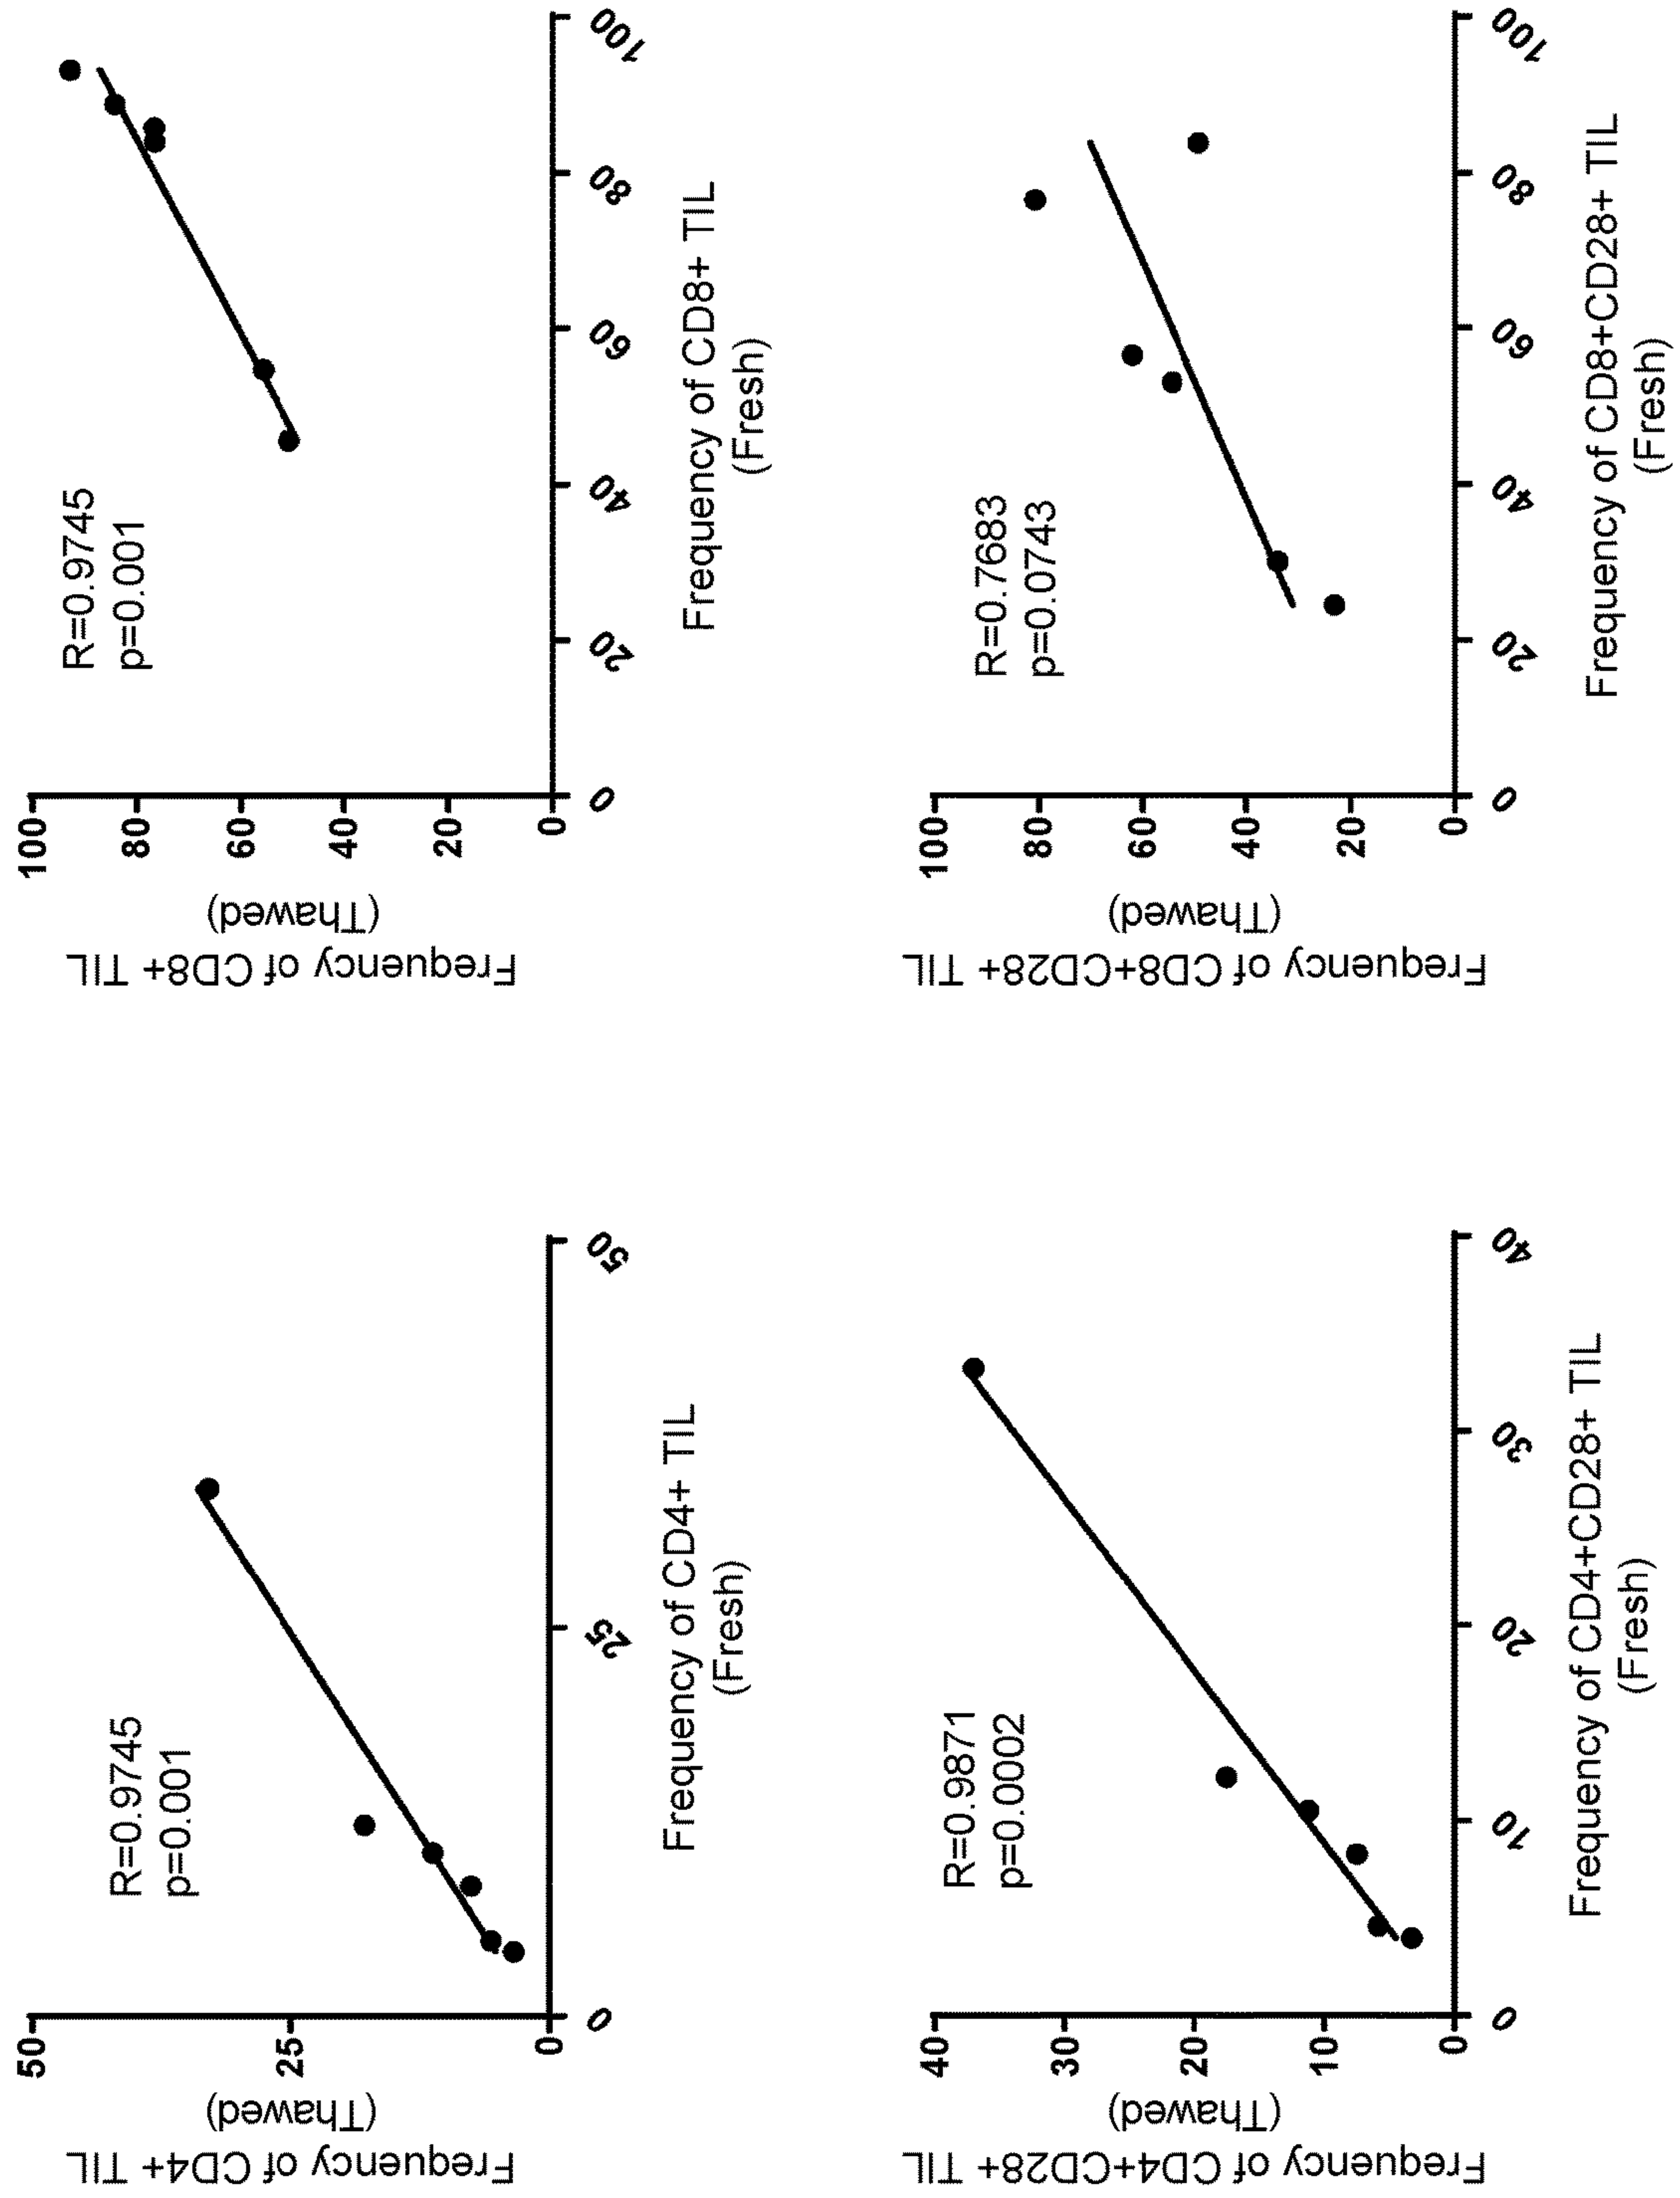 Frequency of CD4+ TIL
(Thawed)
50
25
0
R=0.9745
p=0.001
0
25
50
Frequency of CD4+ TIL
(Fresh)
Frequency of CD8+ TIL
(Thawed)
100
80
60
40
20
0
R=0.9745
p=0.001
0
20
40
60
80
100
Frequency of CD8+ TIL
(Fresh)
Frequency of CD4+CD28+ TIL
(Thawed)
40
30
20
10
0
R=0.9871
p=0.0002
0
10
20
30
40
Frequency of CD4+CD28+ TIL
(Fresh)
Frequency of CD8+CD28+ TIL
(Thawed)
100
80
60
40
20
0
R=0.7683
p=0.0743
0
20
40
60
80
100
Frequency of CD8+CD28+ TIL
(Fresh)